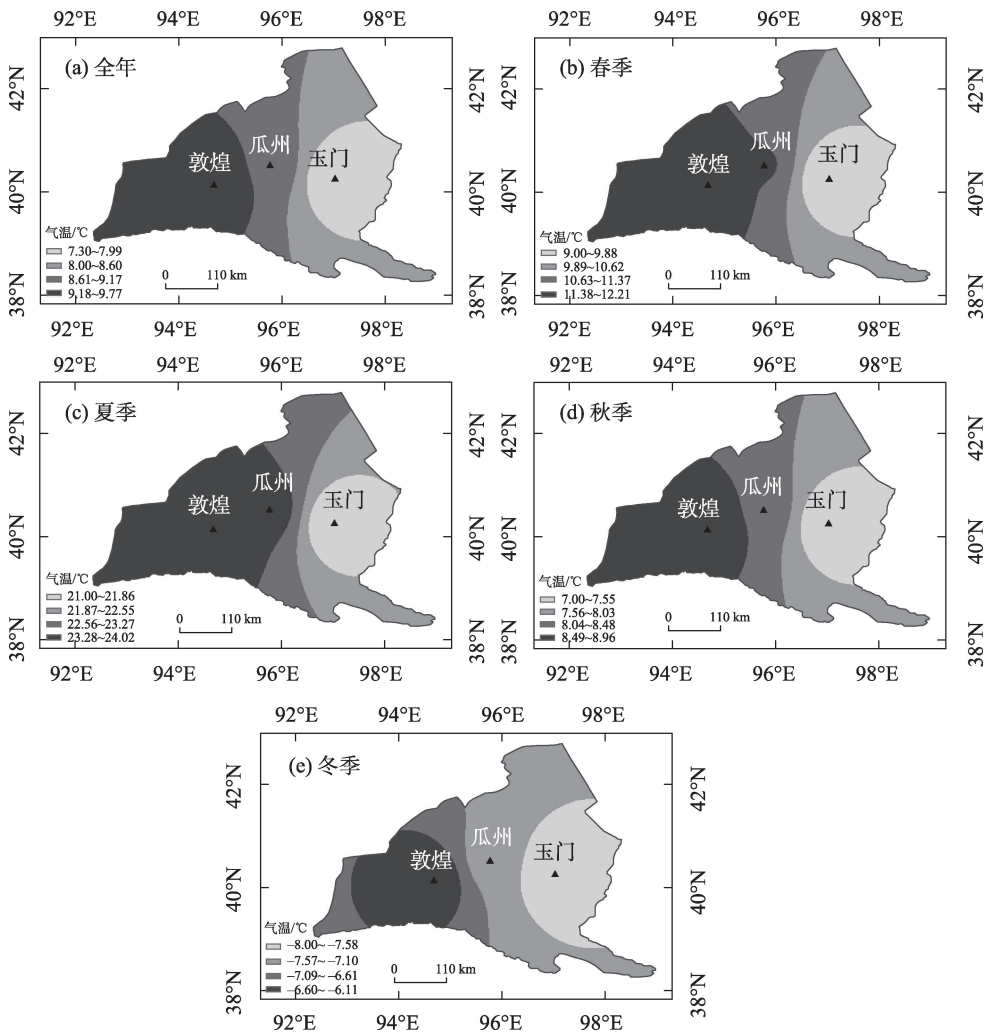 92°E 94°E 96°E 98°E 92°E 94°E 96°E 98°E
(a) 全年
42°N
40°N
38°N
瓜州
敦煌
玉门
气温/℃
7.30~7.99
8.00~8.60
8.61~9.17
9.18~9.77
0 110 km
42°N
40°N
38°N
(b) 春季
瓜州
敦煌
玉门
气温/℃
9.00~9.88
9.89~10.62
10.63~11.37
11.38~12.21
0 110 km
42°N
40°N
38°N
92°E 94°E 96°E 98°E 92°E 94°E 96°E 98°E
92°E 94°E 96°E 98°E 92°E 94°E 96°E 98°E
(c) 夏季
42°N
40°N
38°N
瓜州
敦煌
玉门
气温/℃
21.00~21.86
21.87~22.55
22.56~23.27
23.28~24.02
0 110 km
42°N
40°N
38°N
(d) 秋季
瓜州
敦煌
玉门
气温/℃
7.00~7.55
7.56~8.03
8.04~8.48
8.49~8.96
0 110 km
42°N
40°N
38°N
92°E 94°E 96°E 98°E 92°E 94°E 96°E 98°E
92°E 94°E 96°E 98°E
(e) 冬季
42°N
40°N
38°N
瓜州
敦煌
玉门
气温/℃
−8.00~ −7.58
−7.57~ −7.10
−7.09~ −6.61
−6.60~ −6.11
0 110 km
42°N
40°N
38°N
92°E 94°E 96°E 98°E